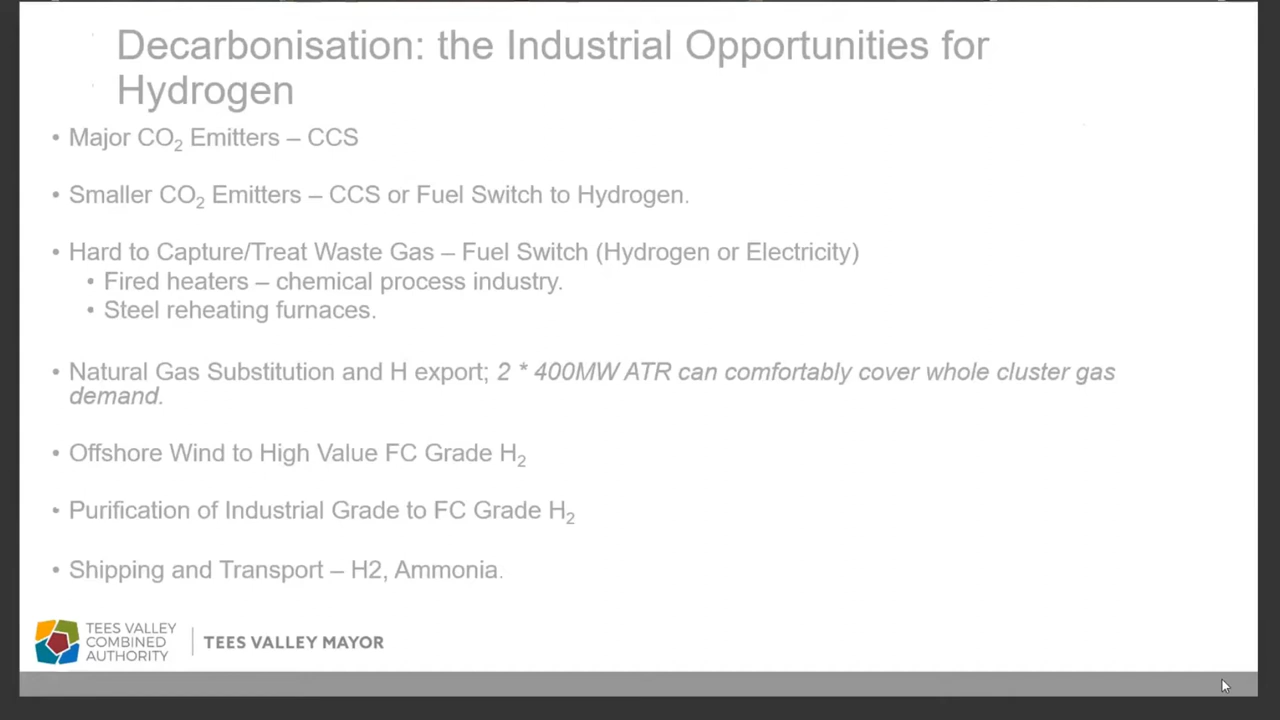 Decarbonisation: the Industrial Opportunities for
Hydrogen
• Major CO₂ Emitters – CCS
• Smaller CO₂ Emitters – CCS or Fuel Switch to Hydrogen.
• Hard to Capture/Treat Waste Gas – Fuel Switch (Hydrogen or Electricity)
• Fired heaters – chemical process industry.
• Steel reheating furnaces.
• Natural Gas Substitution and H export; 2 * 400MW ATR can comfortably cover whole cluster gas
demand.
• Offshore Wind to High Value FC Grade H₂
• Purification of Industrial Grade to FC Grade H₂
• Shipping and Transport – H2, Ammonia.
TEES VALLEY
COMBINED
AUTHORITY
TEES VALLEY MAYOR